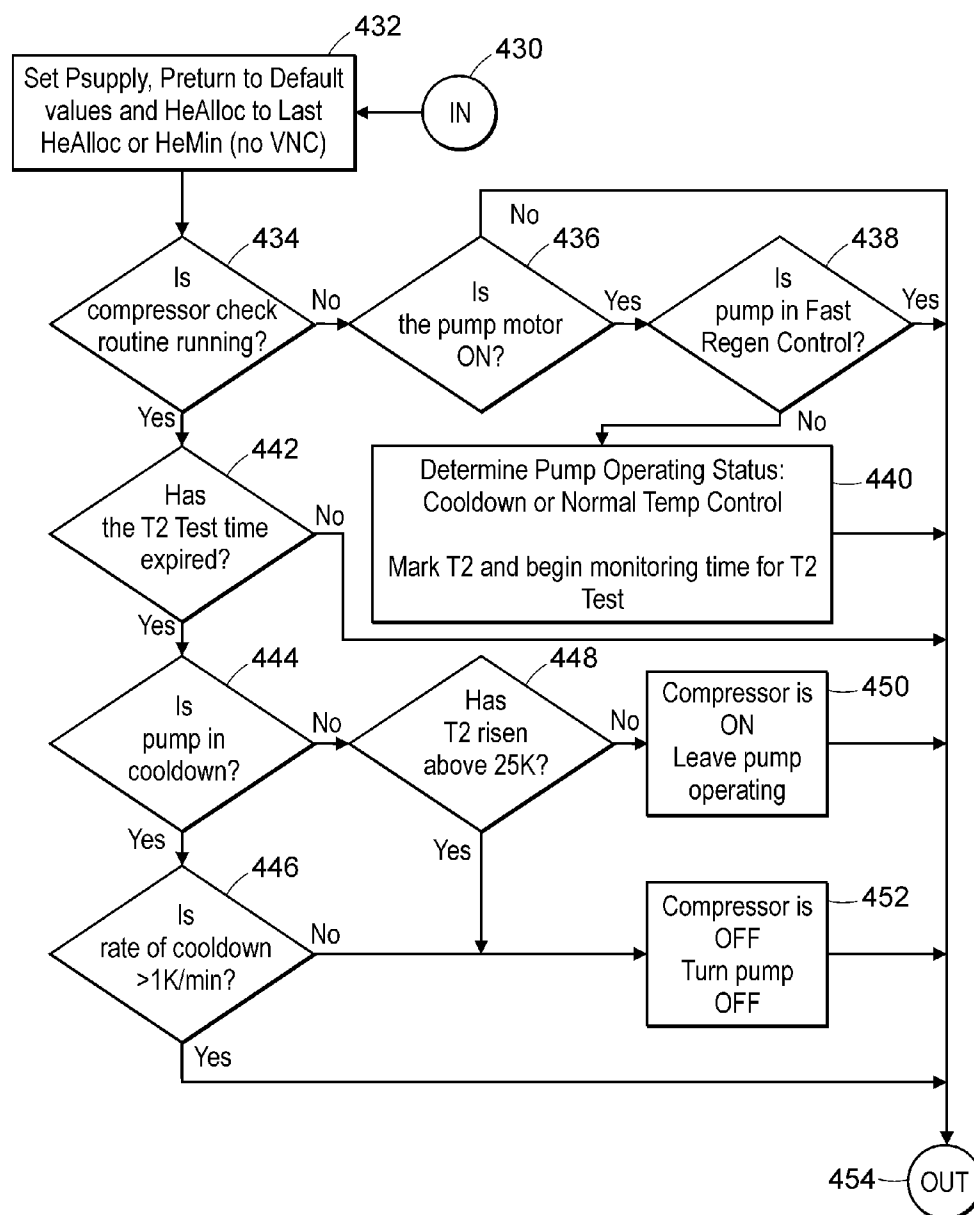 432
430
Set Psupply, Preturn to Default
values and HeAlloc to Last
HeAlloc or HeMin (no VNC)
IN
434
Is
compressor check
routine running?
No
Yes
436
Is
the pump motor
ON?
No
Yes
438
Is
pump in Fast
Regen Control?
Yes
No
440
Determine Pump Operating Status:
Cooldown or Normal Temp Control
Mark T2 and begin monitoring time for T2
Test
442
Has
the T2 Test time
expired?
No
Yes
444
Is
pump in
cooldown?
No
Yes
448
Has
T2 risen
above 25K?
No
Yes
450
Compressor is
ON
Leave pump
operating
446
Is
rate of cooldown
>1K/min?
No
Yes
452
Compressor is
OFF
Turn pump
OFF
454
OUT